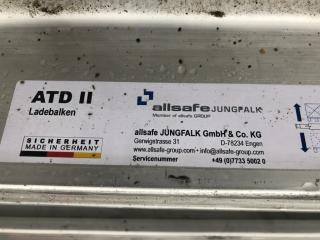 ATD II
Ladebalken
SICHERHEIT
MADE IN GERMANY
allsafe JUNGFALK
Member of allsafe GROUP
allsafe JUNGFALK GmbH & Co. KG
Gerwigstrasse 31 D-78234 Engen
www.allsafe-group.com · info@allsafe-group.com
Servicenummer +49 (0)7733 5002 0